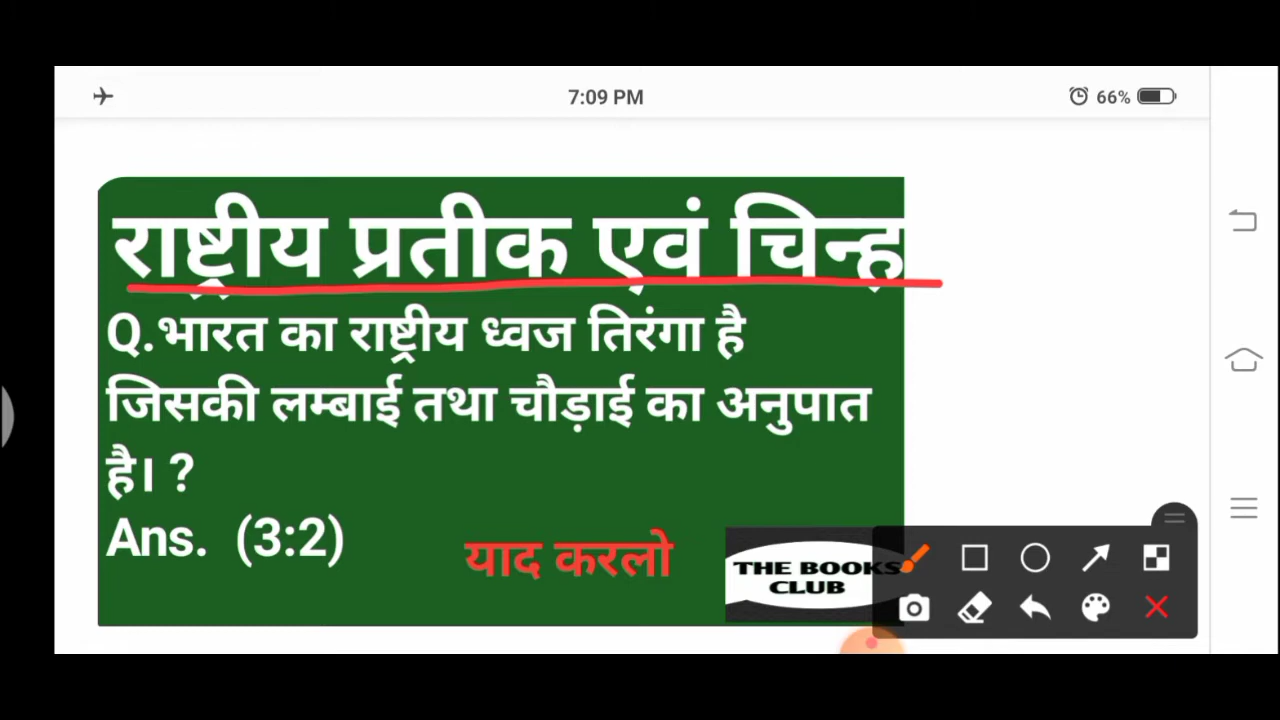 7:09 PM
66%
राष्ट्रीय प्रतीक एवं चिन्ह
Q.भारत का राष्ट्रीय ध्वज तिरंगा है
जिसकी लम्बाई तथा चौड़ाई का अनुपात
है। ?
Ans. (3:2)
याद करलो
THE BOOKS
CLUB